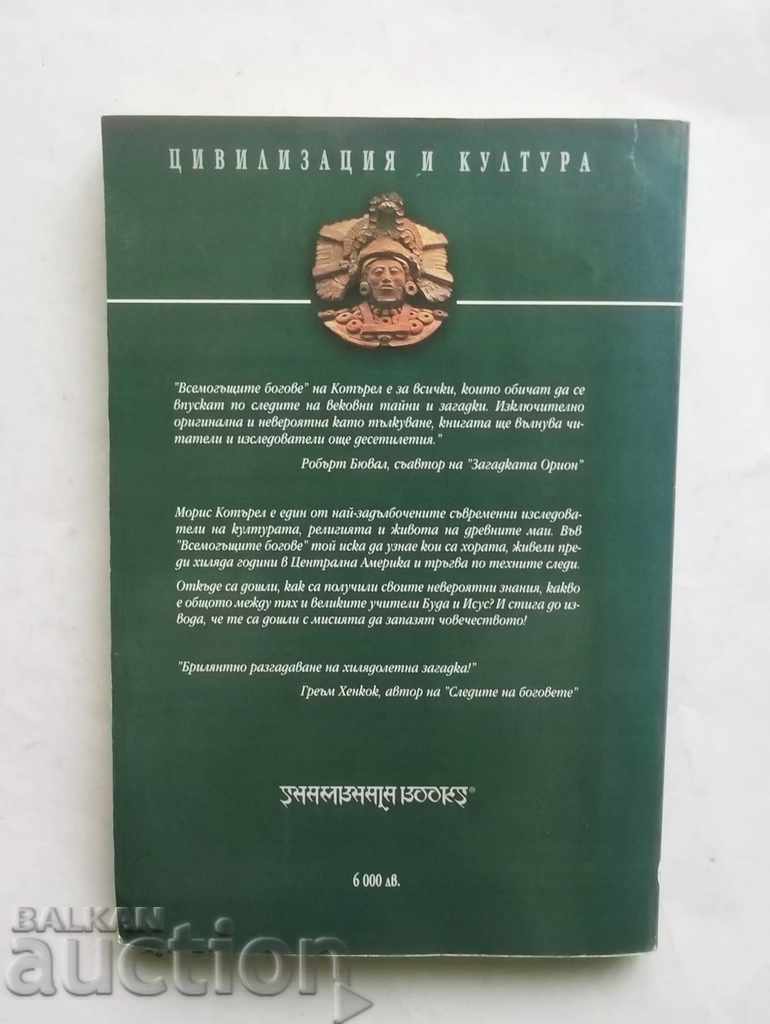 ЦИВИЛИЗАЦИЯ И КУЛТУРА
"Всемогъщите богове" на Котърел е за всички, които обичат да се
впускат по следите на вековни тайни и загадки. Изключително
оригинална и невероятна като тълкуване, книгата ще вълнува чи-
татели и изследователи още десетилетия."
Робърт Бювал, съавтор на "Загадката Орион"
Морис Котърел е един от най-задълбочените съвременни изследова-
тели на културата, религията и живота на древните маи. Във
"Всемогъщите богове" той иска да узнае кои са хората, живели пре-
ди хиляда години в Централна Америка и тръгва по техните следи.
Откъде са дошли, как са получили своите невероятни знания, какво
е общото между тях и великите учители Буда и Исус? И стига до из-
вода, че те са дошли с мисията да запазят човечеството!
"Брилянтно разгадаване на хилядолетна загадка!"
Греъм Хенкок, автор на "Следите на боговете"
SHAMBHALA BOOKS®
6 000 лв.
BALKAN
auction